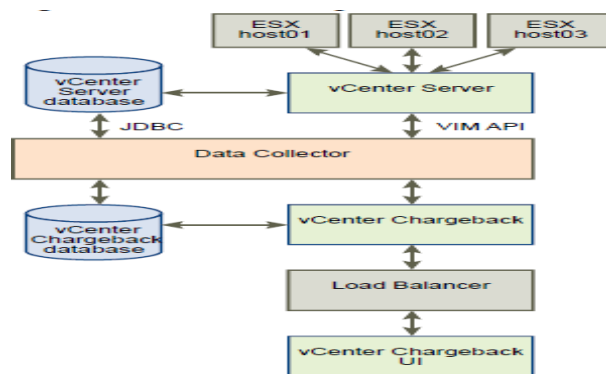 ESX
host01
ESX
host02
ESX
host03
vCenter
Server
database
vCenter Server
JDBC
VIM API
Data Collector
vCenter
Chargeback
database
vCenter Chargeback
Load Balancer
vCenter Chargeback
UI